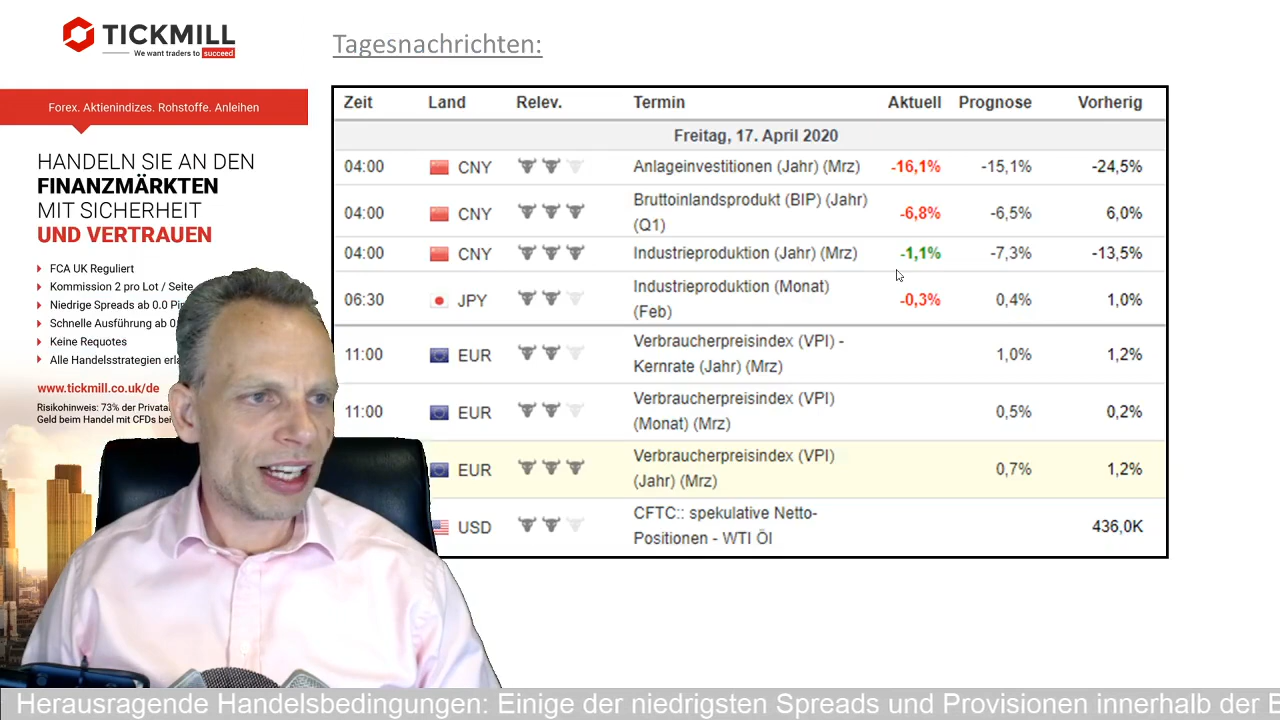 TICKMILL
We want traders to succeed
Forex. Aktienindizes. Rohstoffe. Anleihen
HANDELN SIE AN DEN
FINANZMÄRKTEN
MIT SICHERHEIT
UND VERTRAUEN
FCA UK Reguliert
Kommission 2 pro Lot / Seite
Niedrige Spreads ab 0.0
Schnelle Ausführung ab
Keine Requotes
Alle Handelsstrategien
www.tickmill.co.uk/de
Risikohinweis: 73% der
Geld beim Handel mit CFDs
Tagesnachrichten:
Zeit Land Relev. Termin Aktuell Prognose Vorherig
Freitag, 17. April 2020
04:00 CNY Anlageinvestitionen (Jahr) (Mrz) -16,1% -15,1% -24,5%
04:00 CNY Bruttoinlandsprodukt (BIP) (Jahr)
(Q1) -6,8% -6,5% 6,0%
04:00 CNY Industrieproduktion (Jahr) (Mrz) -1,1% -7,3% -13,5%
06:30 JPY Industrieproduktion (Monat)
(Feb) -0,3% 0,4% 1,0%
11:00 EUR Verbraucherpreisindex (VPI) -
Kernrate (Jahr) (Mrz) 1,0% 1,2%
11:00 EUR Verbraucherpreisindex (VPI)
(Monat) (Mrz) 0,5% 0,2%
EUR Verbraucherpreisindex (VPI)
(Jahr) (Mrz) 0,7% 1,2%
USD CFTC:: spekulative Netto-
Positionen - WTI Öl 436,0K
Herausragende Handelsbedingungen: Einige der niedrigsten Spreads und Provisionen innerhalb der